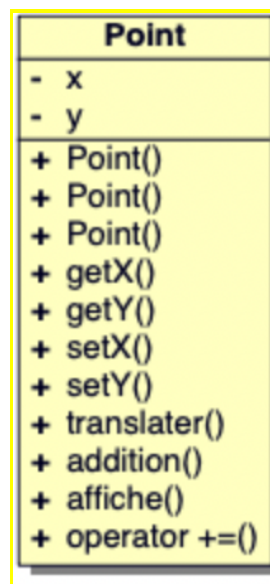 Point
- x
- y
+ Point()
+ Point()
+ Point()
+ getX()
+ getY()
+ setX()
+ setY()
+ translater()
+ addition()
+ affiche()
+ operator +=()